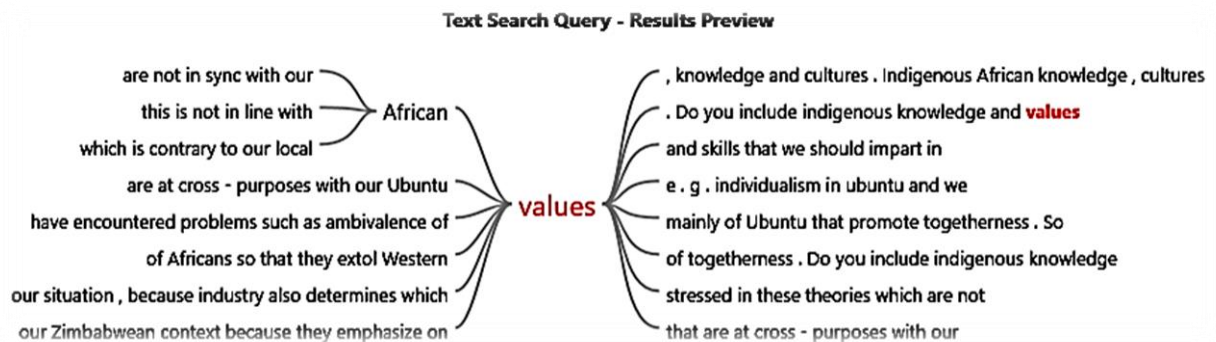 Text Search Query - Results Preview
are not in sync with our
this is not in line with
which is contrary to our local
African
are at cross - purposes with our Ubuntu
have encountered problems such as ambivalence of
of Africans so that they extol Western
our situation , because industry also determines which
our Zimbabwean context because they emphasize on
values
, knowledge and cultures . Indigenous African knowledge , cultures
. Do you include indigenous knowledge and values
and skills that we should impart in
e . g . individualism in ubuntu and we
mainly of Ubuntu that promote togetherness . So
of togetherness . Do you include indigenous knowledge
stressed in these theories which are not
that are at cross - purposes with our